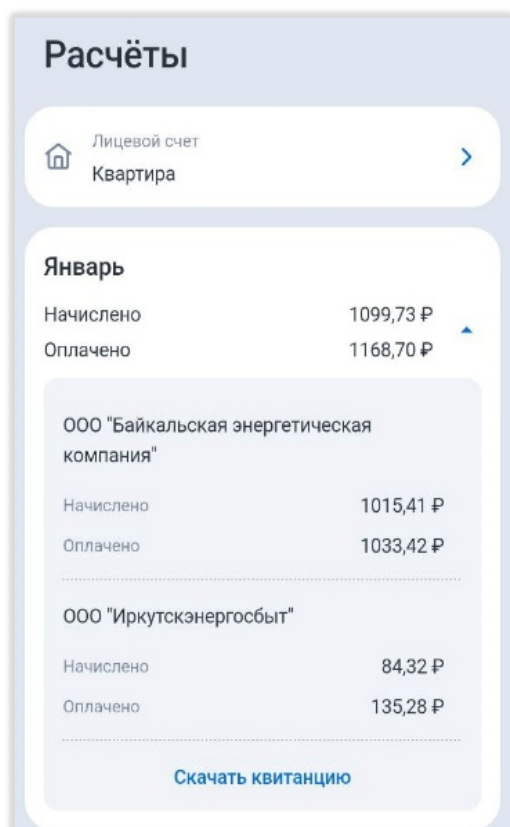 Расчёты
Лицевой счет
Квартира
Январь
Начислено 1099,73 ₽
Оплачено 1168,70 ₽
ООО "Байкальская энергетическая
компания"
Начислено 1015,41 ₽
Оплачено 1033,42 ₽
ООО "Иркутскэнергосбыт"
Начислено 84,32 ₽
Оплачено 135,28 ₽
Скачать квитанцию